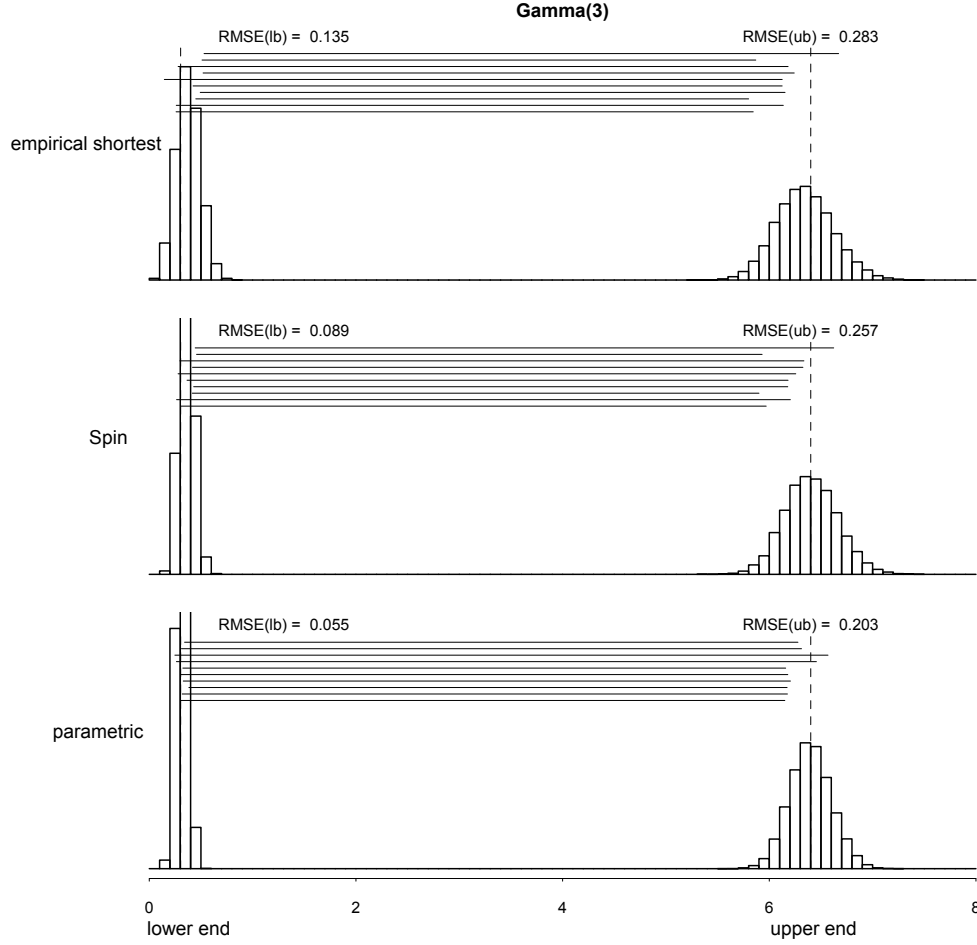 Gamma(3)
RMSE(lb) = 0.135 RMSE(ub) = 0.283
empirical shortest
RMSE(lb) = 0.089 RMSE(ub) = 0.257
Spin
RMSE(lb) = 0.055 RMSE(ub) = 0.203
parametric
0 2 4 6 8
lower end upper end